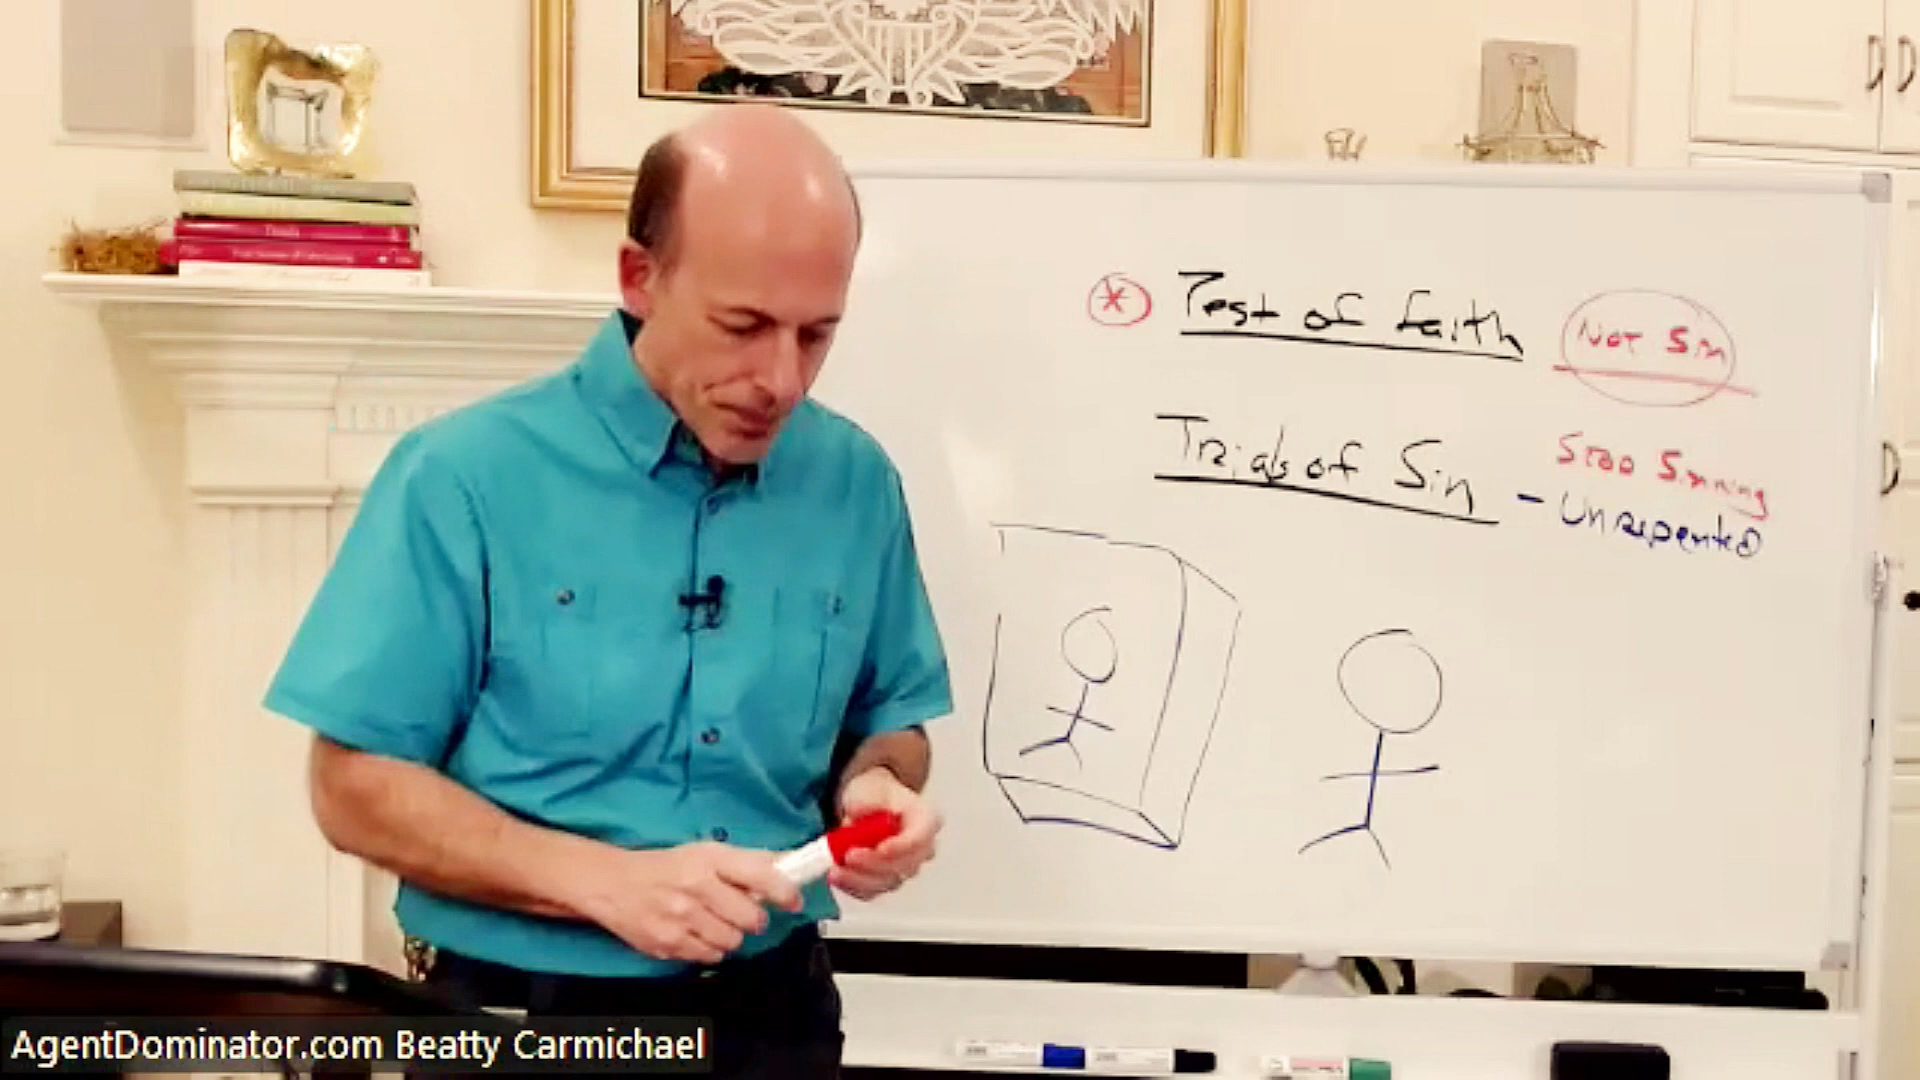 * Test of faith Not Sin
Stop Sinning
Trials of Sin - Unrepented
AgentDominator.com Beatty Carmichael